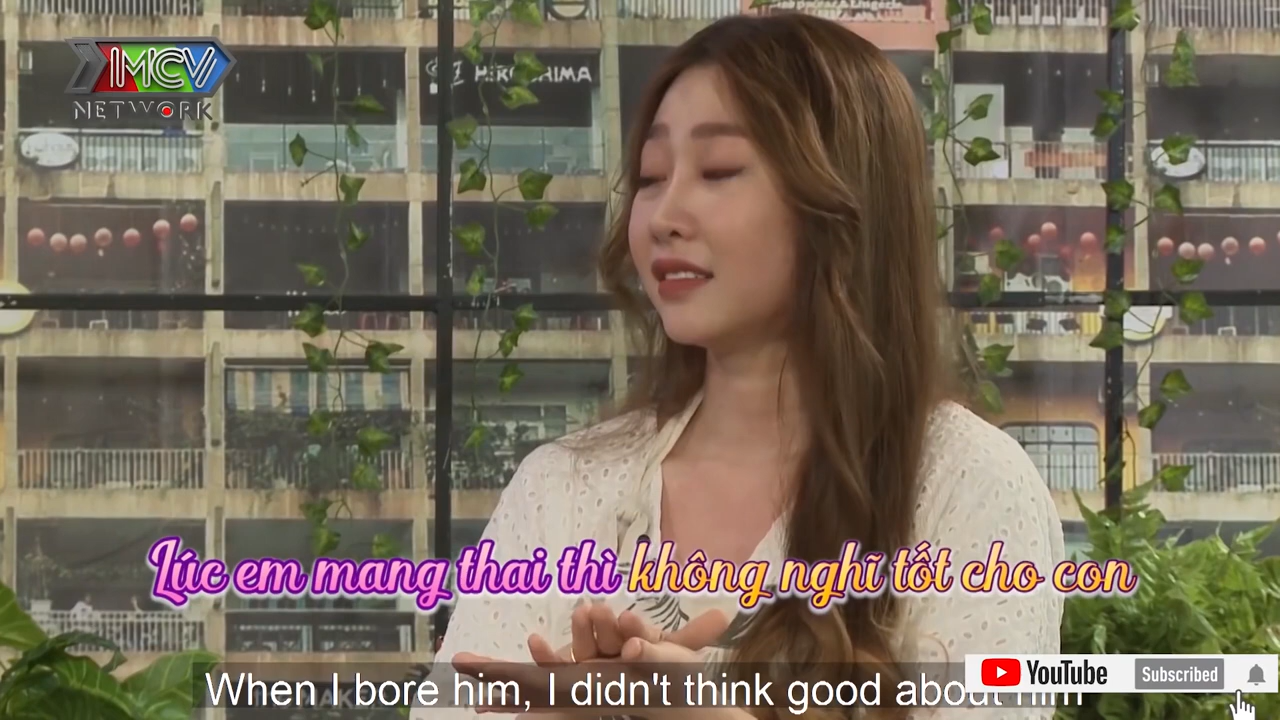 MCV
NETWORK
HIROSHIMA
Lúc em mang thai thì không nghĩ tốt cho con
When I bore him, I didn't think good about him
YouTube
Subscribed